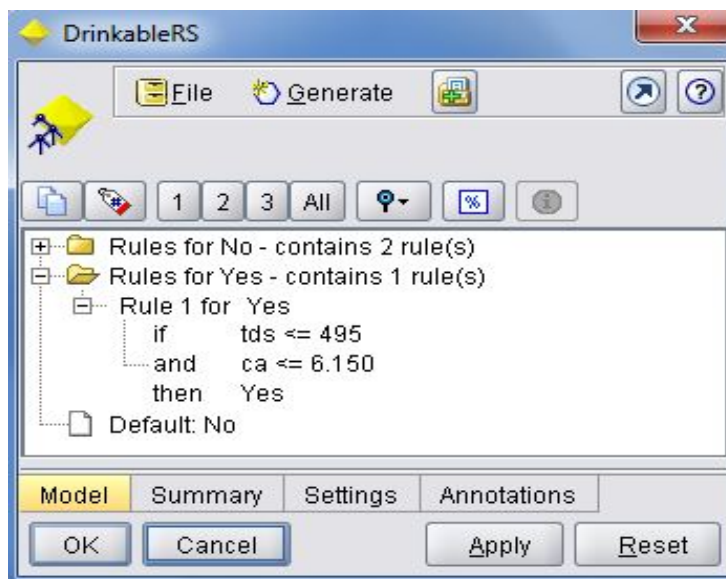 DrinkableRS
File Generate
1 2 3 All %
Rules for No - contains 2 rule(s)
Rules for Yes - contains 1 rule(s)
Rule 1 for Yes
if tds <= 495
and ca <= 6.150
then Yes
Default: No
Model Summary Settings Annotations
OK Cancel Apply Reset